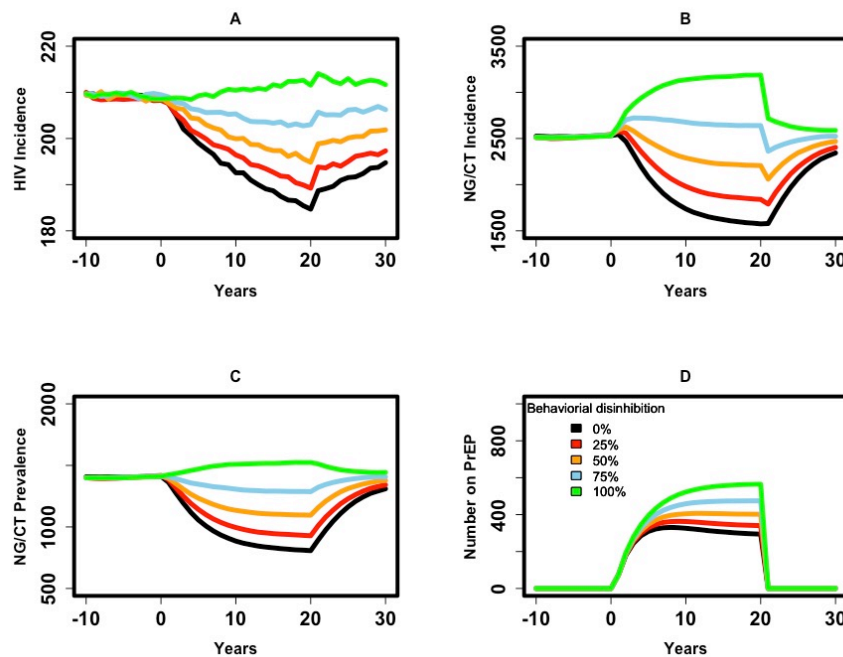 A
HIV Incidence
220
200
180
-10 0 10 20 30
Years
B
NG/CT Incidence
3500
2500
1500
-10 0 10 20 30
Years
C
NG/CT Prevalence
2000
1000
500
-10 0 10 20 30
Years
D
Number on PrEP
800
400
0
Behaviorial disinhibition
0%
25%
50%
75%
100%
-10 0 10 20 30
Years